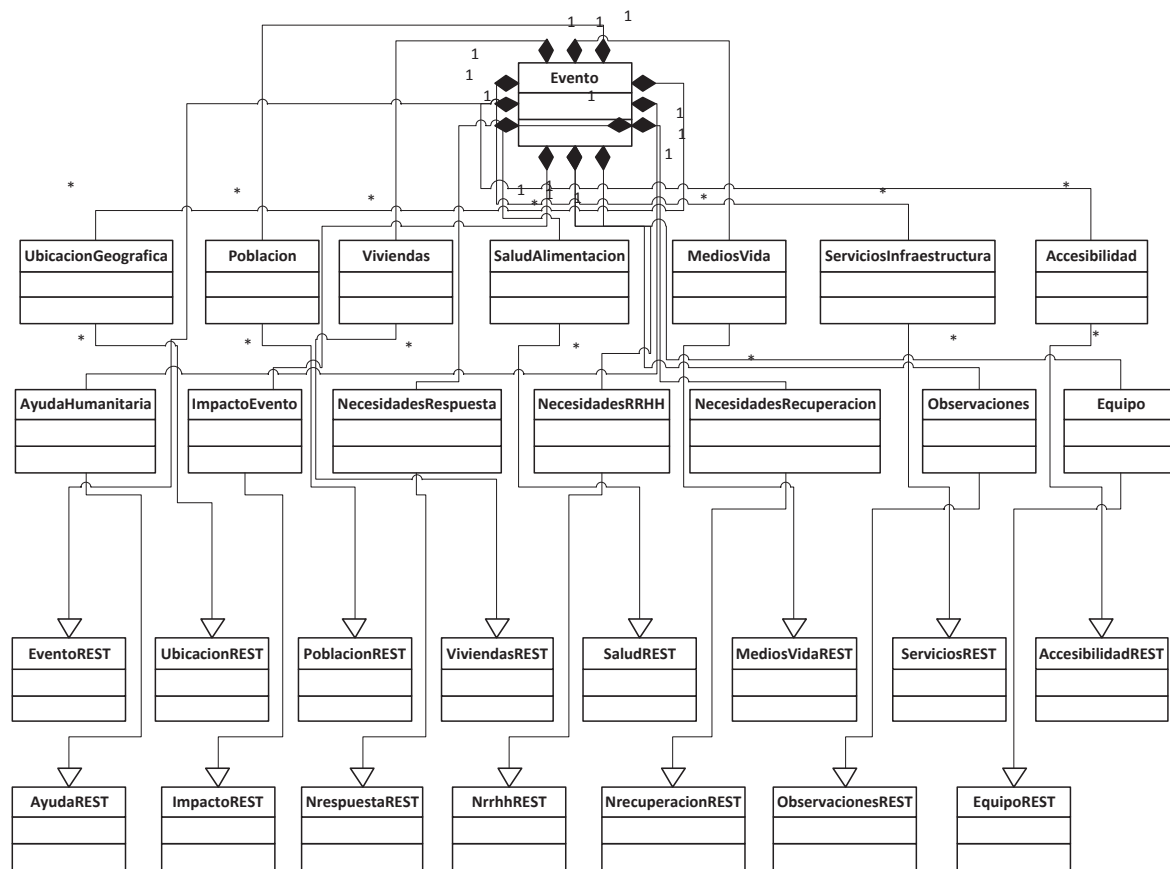 1 1 1
1
Evento
1
1 1
1
1
1
* * * 1 1 1 * * *
*
UbicacionGeografica Poblacion Viviendas SaludAlimentacion MediosVida ServiciosInfraestructura Accesibilidad
* * * * * * *
AyudaHumanitaria ImpactoEvento NecesidadesRespuesta NecesidadesRRHH NecesidadesRecuperacion Observaciones Equipo
EventoREST UbicacionREST PoblacionREST ViviendasREST SaludREST MediosVidaREST ServiciosREST AccesibilidadREST
AyudaREST ImpactoREST NrespuestaREST NrrhhREST NrecuperacionREST ObservacionesREST EquipoREST